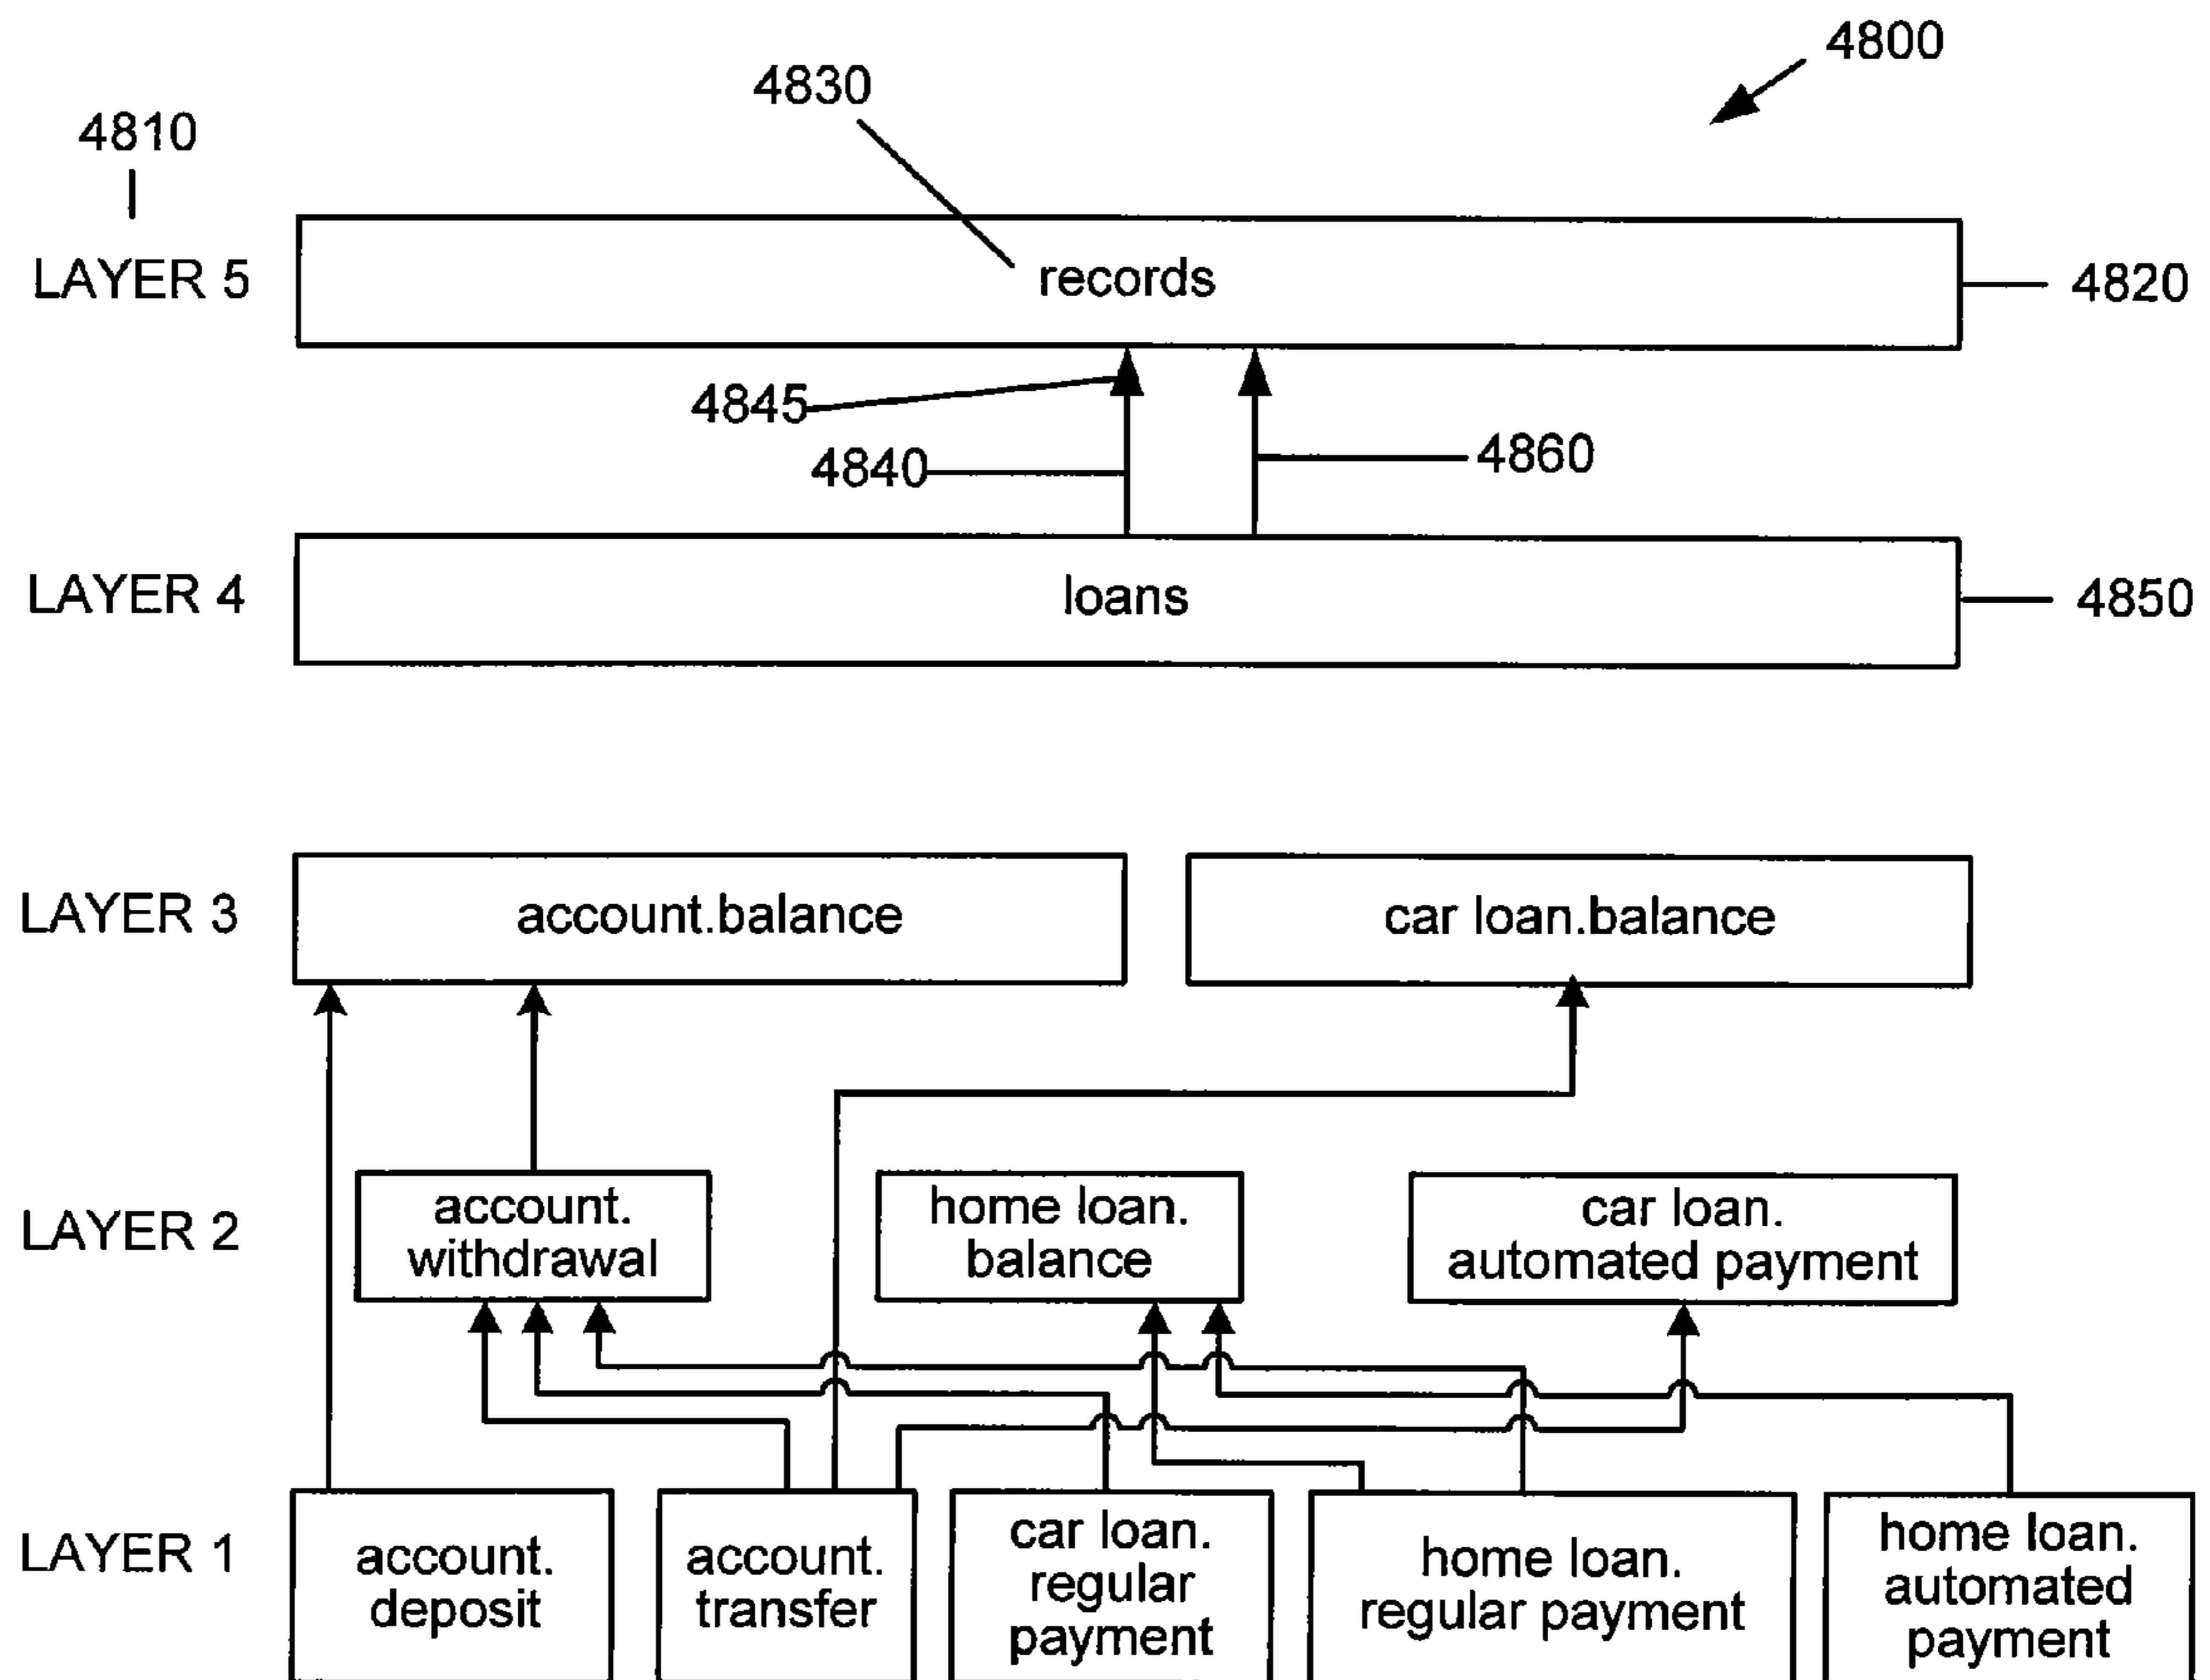 4800
4830
4810
LAYER 5
records
4820
4845
4840
4860
LAYER 4
loans
4850
LAYER 3
account.balance
car loan.balance
LAYER 2
account.
withdrawal
home loan.
balance
car loan.
automated payment
LAYER 1
account.
deposit
account.
transfer
car loan.
regular
payment
home loan.
regular payment
home loan.
automated
payment